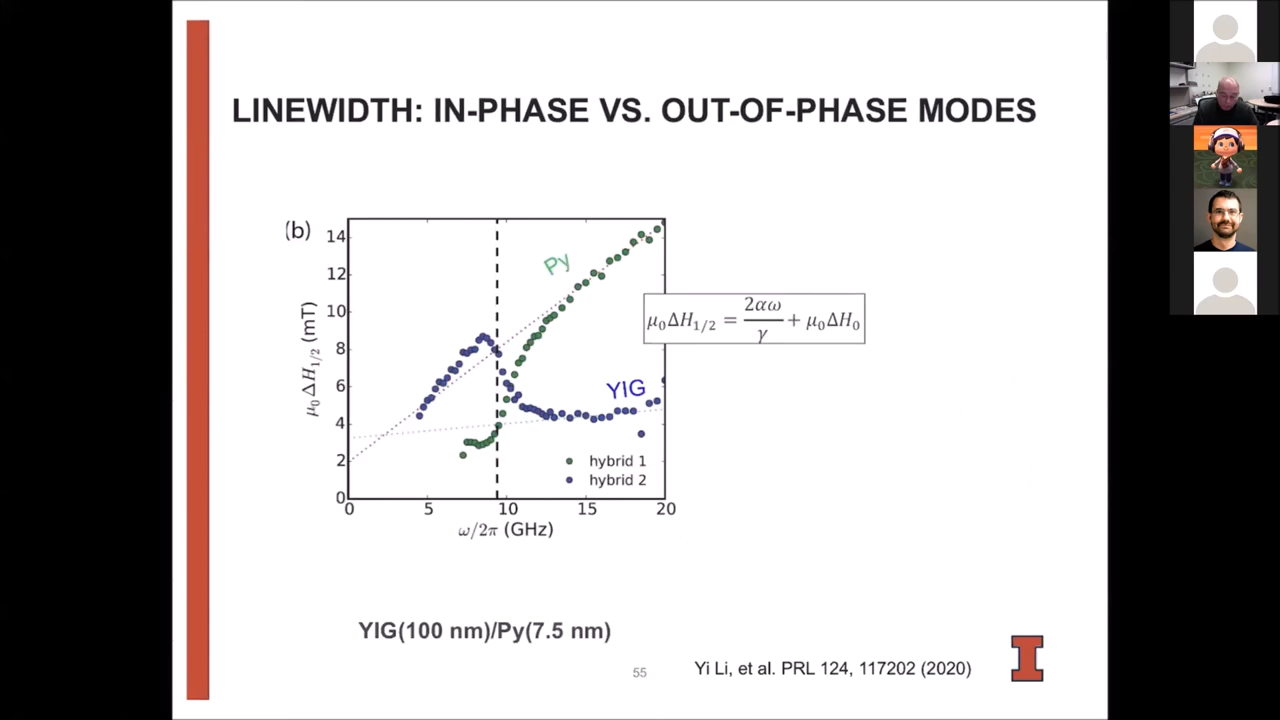 LINEWIDTH: IN-PHASE VS. OUT-OF-PHASE MODES
(b)
14
12
10
8
6
4
2
0
μ₀ΔH₁/₂ (mT)
Py
YIG
hybrid 1
hybrid 2
0 5 10 15 20
ω/2π (GHz)
μ₀ΔH₁/₂ = 2αω/γ + μ₀ΔH₀
YIG(100 nm)/Py(7.5 nm)
55
Yi Li, et al. PRL 124, 117202 (2020)